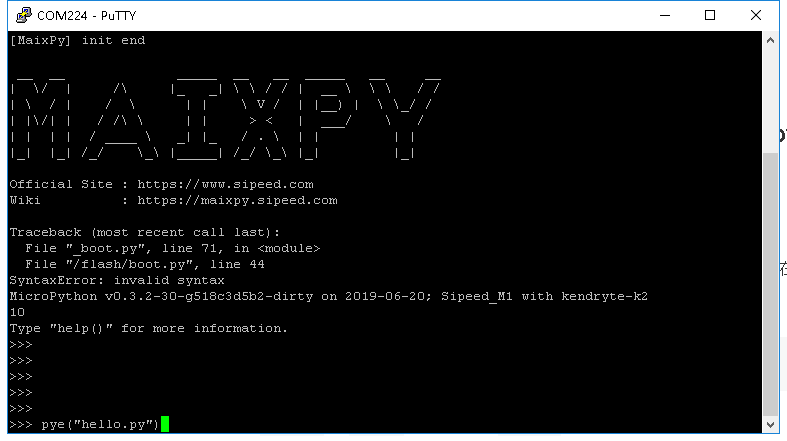 COM224 - PuTTY
[MaixPy] init end
MAIXPY
Official Site : https://www.sipeed.com
Wiki          : https://maixpy.sipeed.com
Traceback (most recent call last):
  File "_boot.py", line 71, in <module>
  File "/flash/boot.py", line 44
SyntaxError: invalid syntax
MicroPython v0.3.2-30-g518c3d5b2-dirty on 2019-06-20; Sipeed_M1 with kendryte-k2
10
Type "help()" for more information.
>>>
>>>
>>>
>>>
>>>
>>> pye("hello.py")